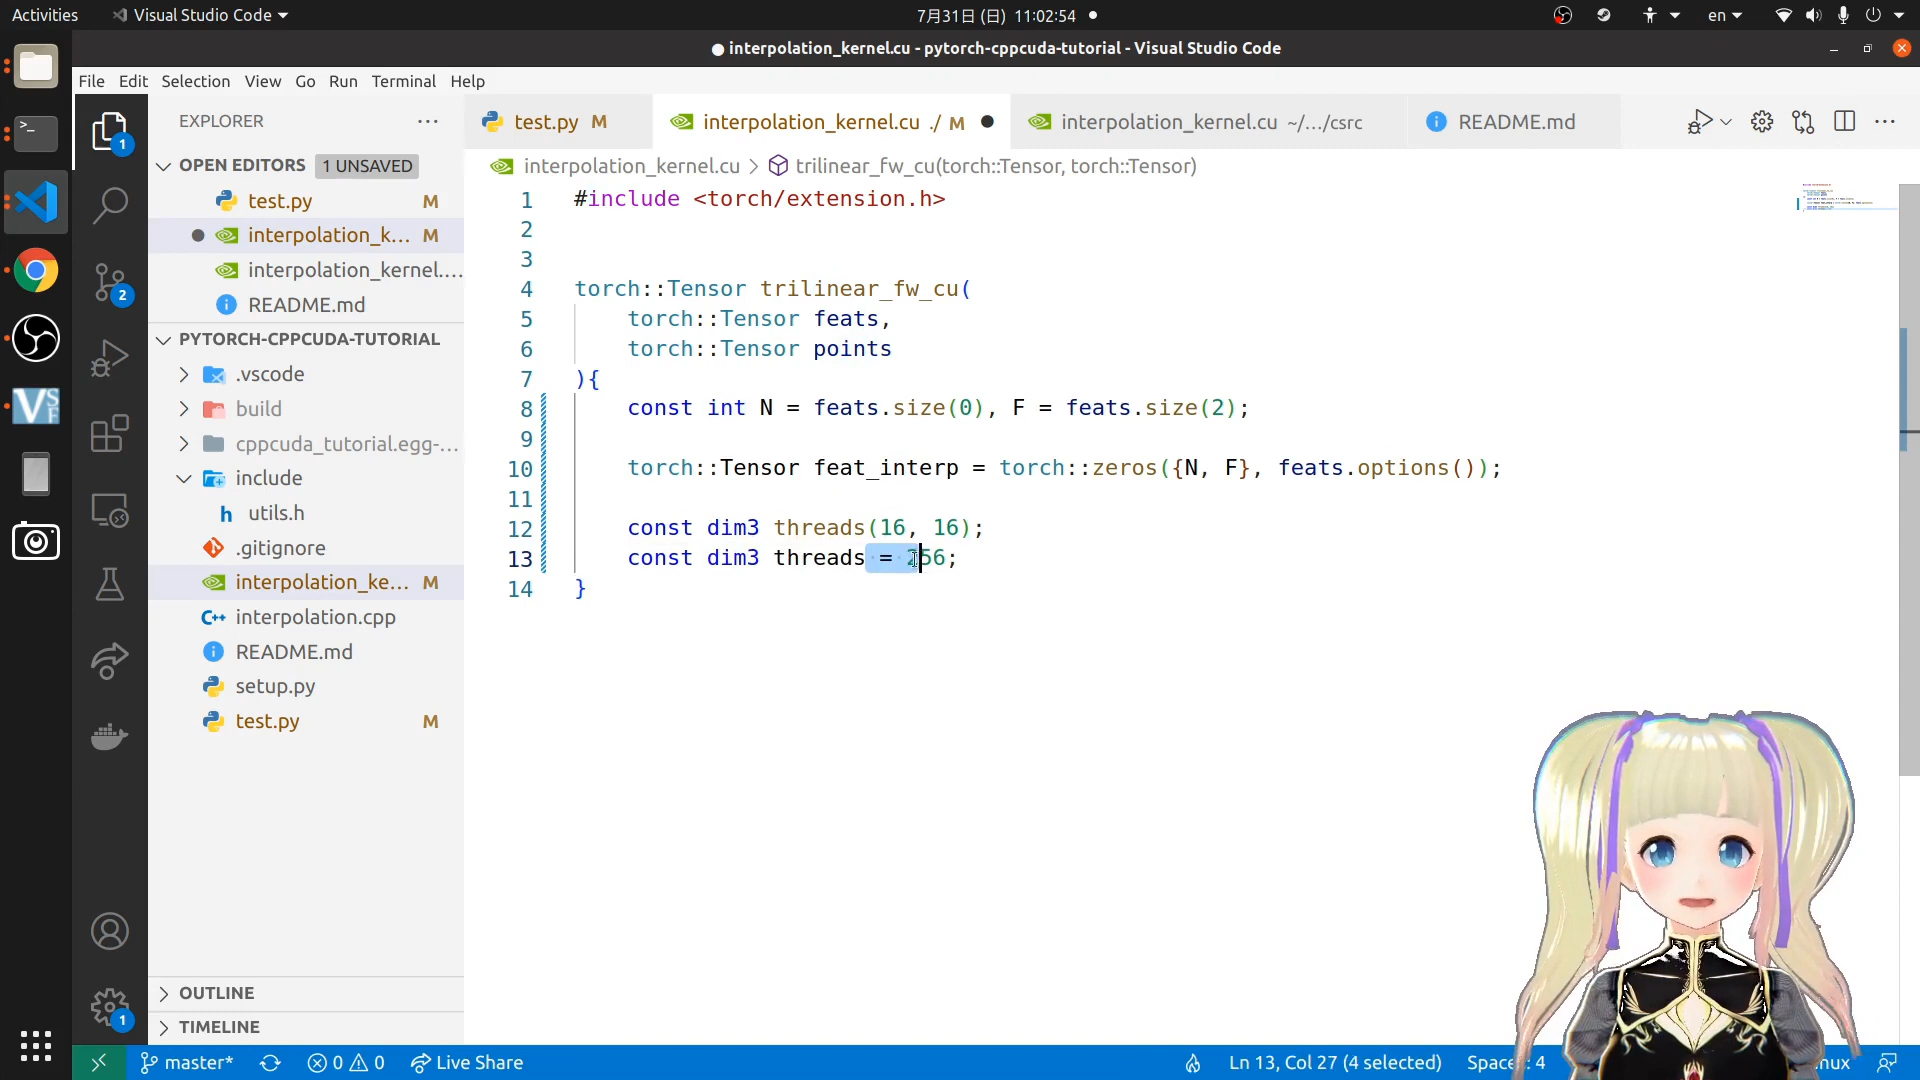 Activities
Visual Studio Code
7月31日 (日) 11:02:54
en
interpolation_kernel.cu - pytorch-cppcuda-tutorial - Visual Studio Code
File Edit Selection View Go Run Terminal Help
EXPLORER
OPEN EDITORS 1 UNSAVED
test.py M
interpolation_k... M
interpolation_kernel....
README.md
PYTORCH-CPPCUDA-TUTORIAL
.vscode
build
cppcuda_tutorial.egg-...
include
h utils.h
.gitignore
interpolation_ke... M
C++ interpolation.cpp
README.md
setup.py
test.py M
OUTLINE
TIMELINE
1
2
1
test.py M
interpolation_kernel.cu ./ M
interpolation_kernel.cu ~/.../csrc
README.md
interpolation_kernel.cu > trilinear_fw_cu(torch::Tensor, torch::Tensor)
1 #include <torch/extension.h>
2
3
4 torch::Tensor trilinear_fw_cu(
5 torch::Tensor feats,
6 torch::Tensor points
7 ){
8 const int N = feats.size(0), F = feats.size(2);
9
10 torch::Tensor feat_interp = torch::zeros({N, F}, feats.options());
11
12 const dim3 threads(16, 16);
13 const dim3 threads = 256;
14 }
master* 0 0 Live Share
Ln 13, Col 27 (4 selected)